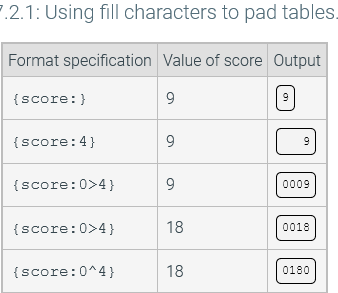 7.2.1: Using fill characters to pad tables.
Format specification Value of score Output
{score:} 9 9
{score:4} 9 9
{score:0>4} 9 0009
{score:0>4} 18 0018
{score:0^4} 18 0180